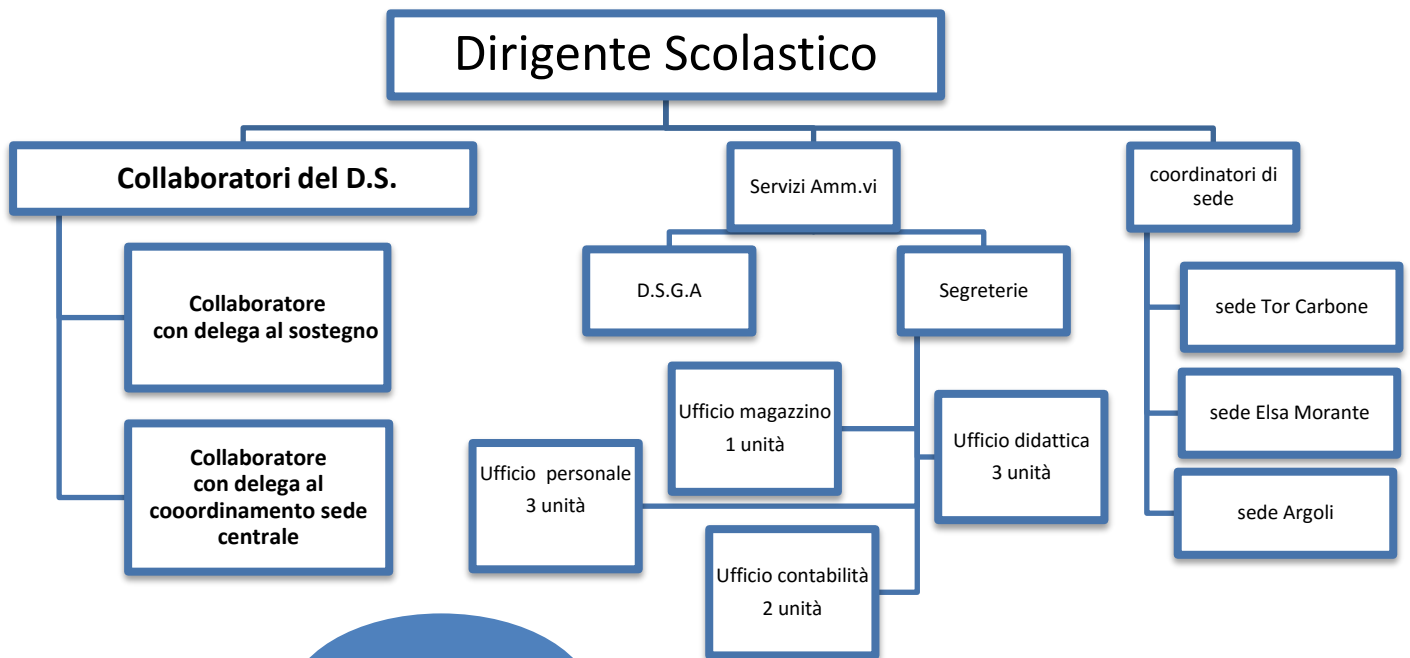 Dirigente Scolastico
Collaboratori del D.S.
Servizi Amm.vi
coordinatori di
sede
Collaboratore
con delega al sostegno
D.S.G.A
Segreterie
sede Tor Carbone
Ufficio magazzino
1 unità
sede Elsa Morante
Ufficio didattica
3 unità
Collaboratore
con delega al
cooordinamento sede
centrale
Ufficio personale
3 unità
sede Argoli
Ufficio contabilità
2 unità